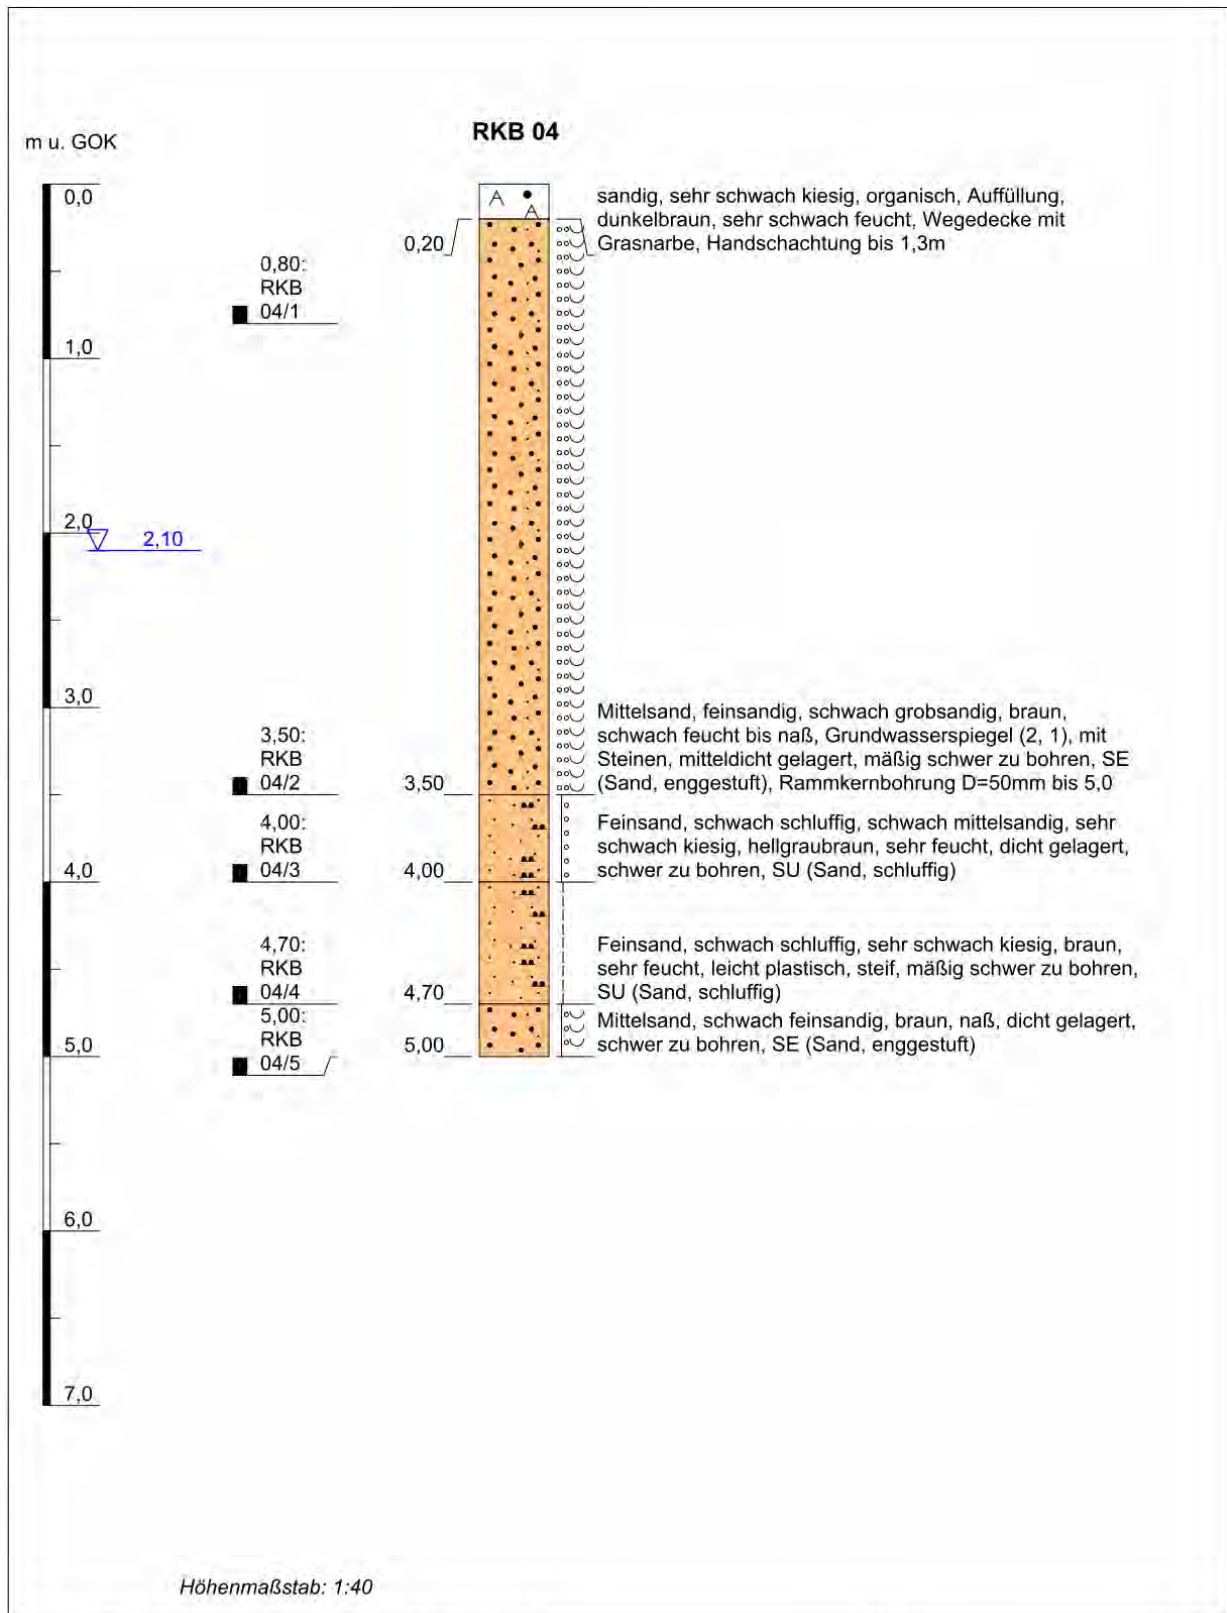 RKB 04
m u. GOK
0,0
sandig, sehr schwach kiesig, organisch, Auffüllung,
dunkelbraun, sehr schwach feucht, Wegedecke mit
Grasnarbe, Handschachtung bis 1,3m
0,20
0,80:
RKB
04/1
1,0
2,0
2,10
3,0
Mittelsand, feinsandig, schwach grobsandig, braun,
schwach feucht bis naß, Grundwasserspiegel (2, 1), mit
Steinen, mitteldicht gelagert, mäßig schwer zu bohren, SE
(Sand, enggestuft), Rammkernbohrung D=50mm bis 5,0
3,50:
RKB
04/2
3,50
4,00:
RKB
04/3
Feinsand, schwach schluffig, schwach mittelsandig, sehr
schwach kiesig, hellgraubraun, sehr feucht, dicht gelagert,
schwer zu bohren, SU (Sand, schluffig)
4,0
4,00
4,70:
RKB
04/4
Feinsand, schwach schluffig, sehr schwach kiesig, braun,
sehr feucht, leicht plastisch, steif, mäßig schwer zu bohren,
SU (Sand, schluffig)
4,70
5,00:
RKB
04/5
Mittelsand, schwach feinsandig, braun, naß, dicht gelagert,
schwer zu bohren, SE (Sand, enggestuft)
5,0
5,00
6,0
7,0
Höhenmaßstab: 1:40
A
A